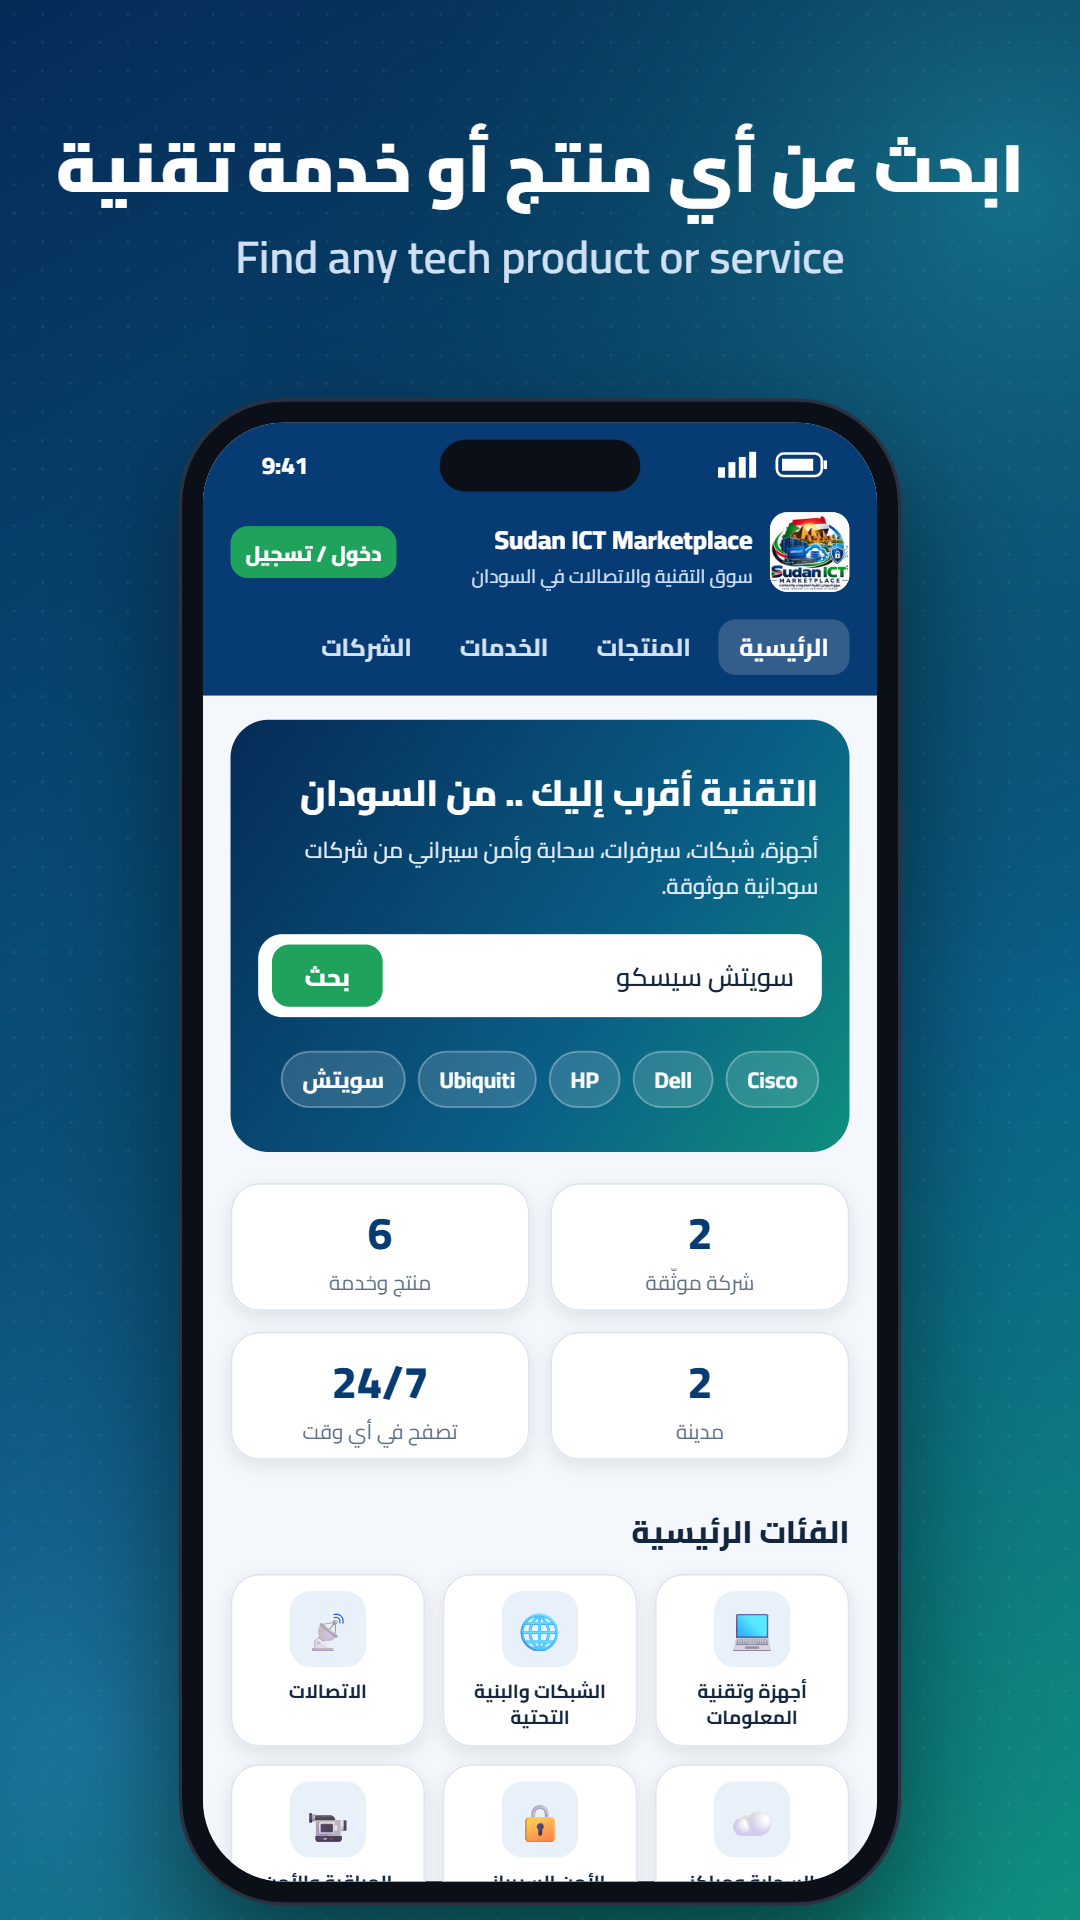 ابحث عن أي منتج أو خدمة تقنية
Find any tech product or service
9:41
Sudan ICT Marketplace
سوق التقنية والاتصالات في السودان
دخول / تسجيل
Sudan ICT
MARKETPLACE
الرئيسية
المنتجات
الخدمات
الشركات
التقنية أقرب إليك .. من السودان
أجهزة، شبكات، سيرفرات، سحابة وأمن سيبراني من شركات
سودانية موثوقة.
سويتش سيسكو
بحث
Cisco
Dell
HP
Ubiquiti
سويتش
2
شركة موثّقة
6
منتج وخدمة
2
مدينة
24/7
تصفح في أي وقت
الفئات الرئيسية
أجهزة وتقنية
المعلومات
الشبكات والبنية
التحتية
الاتصالات